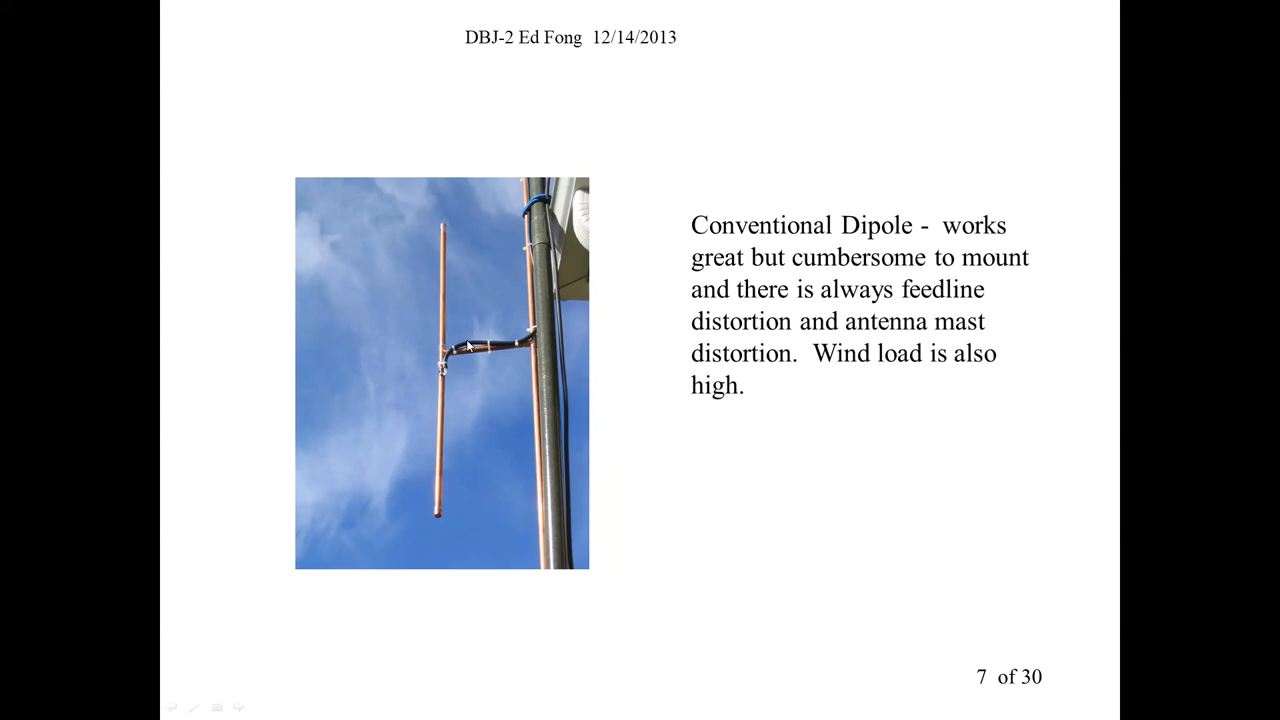 DBJ-2 Ed Fong 12/14/2013
Conventional Dipole - works
great but cumbersome to mount
and there is always feedline
distortion and antenna mast
distortion. Wind load is also
high.
7 of 30